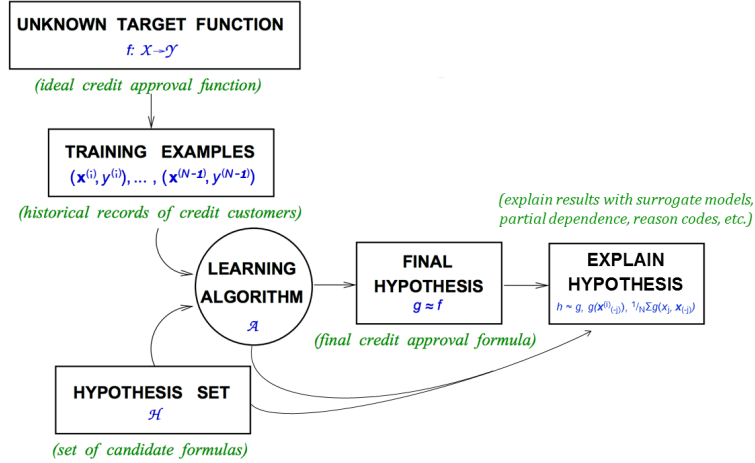 UNKNOWN TARGET FUNCTION
f: 𝒳→𝒴
(ideal credit approval function)
TRAINING EXAMPLES
(x⁽ⁱ⁾, y⁽ⁱ⁾), ... , (x⁽ᴺ⁻¹⁾, y⁽ᴺ⁻¹⁾)
(historical records of credit customers)
LEARNING
ALGORITHM
𝒜
HYPOTHESIS SET
ℋ
(set of candidate formulas)
FINAL
HYPOTHESIS
g ≈ f
(final credit approval formula)
(explain results with surrogate models,
partial dependence, reason codes, etc.)
EXPLAIN
HYPOTHESIS
h ≈ g, g(x⁽ⁱ⁾₍₋ⱼ₎), ¹/ₙΣg(xⱼ, x₍₋ⱼ₎)